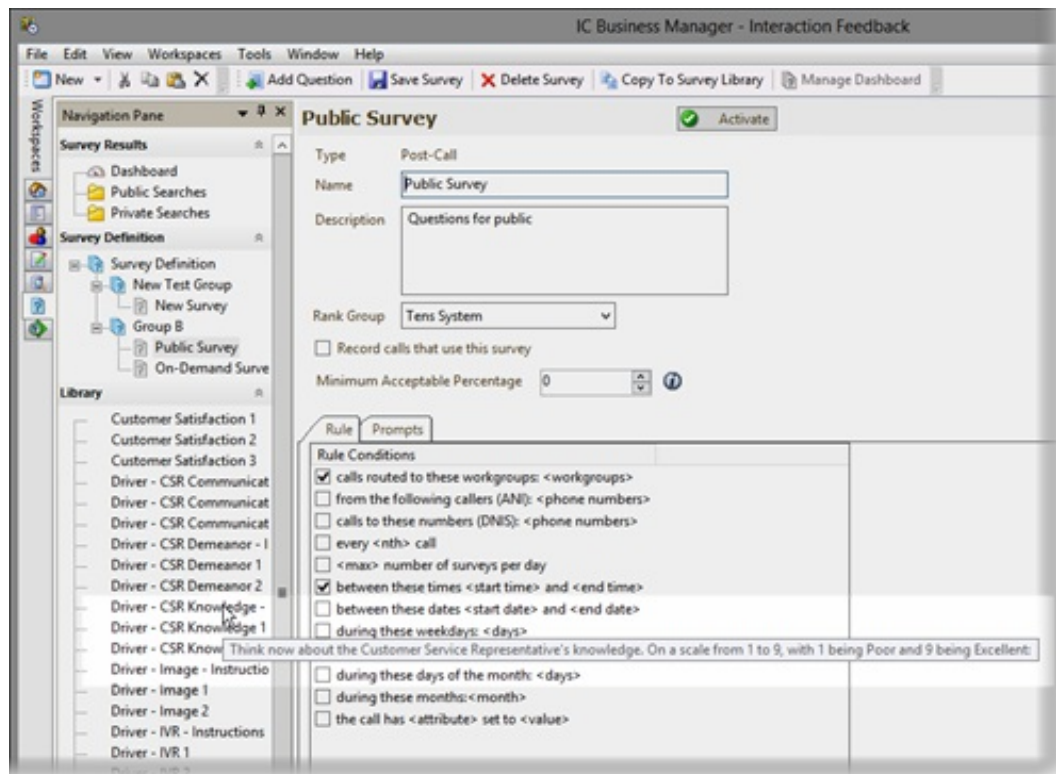 IC Business Manager - Interaction Feedback
File Edit View Workspaces Tools Window Help
New Add Question Save Survey Delete Survey Copy To Survey Library Manage Dashboard
Workspaces
Navigation Pane
Survey Results
Dashboard
Public Searches
Private Searches
Survey Definition
Survey Definition
New Test Group
New Survey
Group B
Public Survey
On-Demand Surve
Library
Customer Satisfaction 1
Customer Satisfaction 2
Customer Satisfaction 3
Driver - CSR Communicat
Driver - CSR Communicat
Driver - CSR Communicat
Driver - CSR Demeanor - I
Driver - CSR Demeanor 1
Driver - CSR Demeanor 2
Driver - CSR Knowledge -
Driver - CSR Knowledge 1
Driver - CSR Know
Driver - Image - Instructio
Driver - Image 1
Driver - Image 2
Driver - IVR - Instructions
Driver - IVR 1
Public Survey
Activate
Type Post-Call
Name Public Survey
Description Questions for public
Rank Group Tens System
Record calls that use this survey
Minimum Acceptable Percentage 0
Rule Prompts
Rule Conditions
calls routed to these workgroups: <workgroups>
from the following callers (ANI): <phone numbers>
calls to these numbers (DNIS): <phone numbers>
every <nth> call
<max> number of surveys per day
between these times <start time> and <end time>
between these dates <start date> and <end date>
during these weekdays: <days>
Think now about the Customer Service Representative's knowledge. On a scale from 1 to 9, with 1 being Poor and 9 being Excellent:
during these days of the month: <days>
during these months:<month>
the call has <attribute> set to <value>